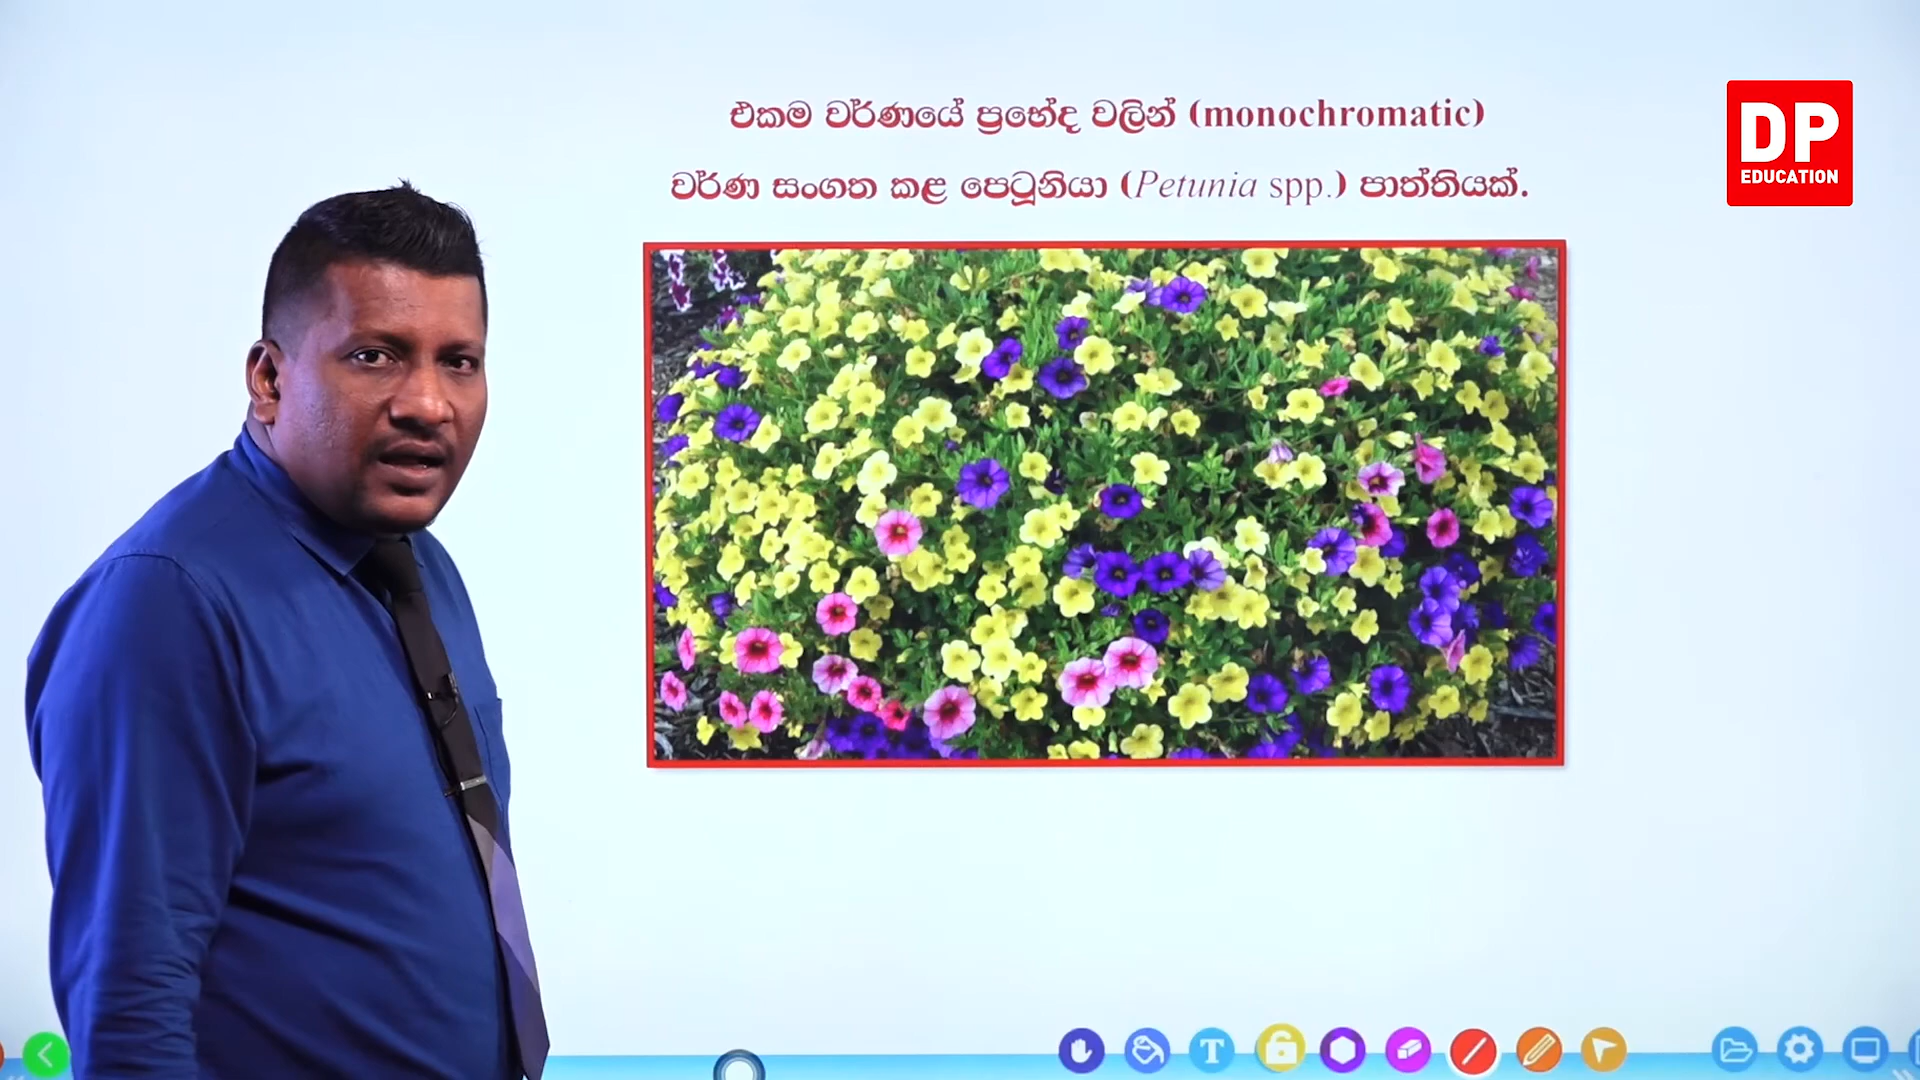 එකම වර්ණයේ ප්‍රභේද වලින් (monochromatic)
වර්ණ සංගත කළ පෙටූනියා (Petunia spp.) පාත්තියක්.
DP
EDUCATION
T